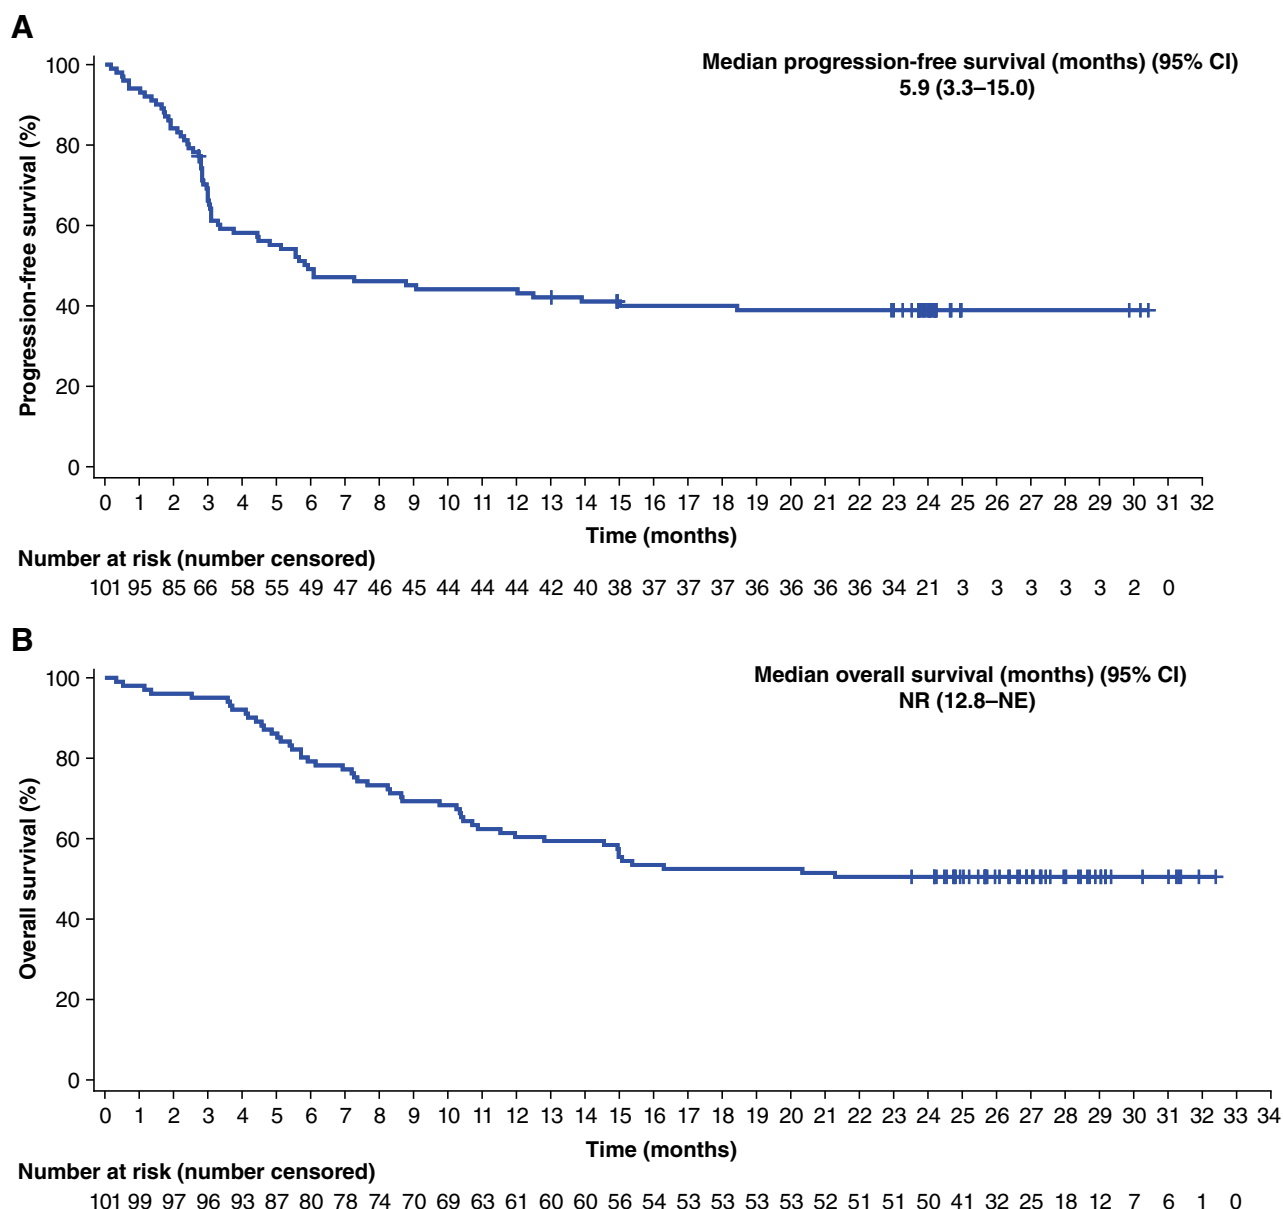 A
Median progression-free survival (months) (95% CI)
5.9 (3.3–15.0)
Progression-free survival (%)
100
80
60
40
20
0
0 1 2 3 4 5 6 7 8 9 10 11 12 13 14 15 16 17 18 19 20 21 22 23 24 25 26 27 28 29 30 31 32
Time (months)
Number at risk (number censored)
101 95 85 66 58 55 49 47 46 45 44 44 44 42 40 38 37 37 37 36 36 36 36 34 21 3 3 3 3 3 2 0
B
Median overall survival (months) (95% CI)
NR (12.8–NE)
Overall survival (%)
100
80
60
40
20
0
0 1 2 3 4 5 6 7 8 9 10 11 12 13 14 15 16 17 18 19 20 21 22 23 24 25 26 27 28 29 30 31 32 33 34
Time (months)
Number at risk (number censored)
101 99 97 96 93 87 80 78 74 70 69 63 61 60 60 56 54 53 53 53 53 52 51 51 50 41 32 25 18 12 7 6 1 0